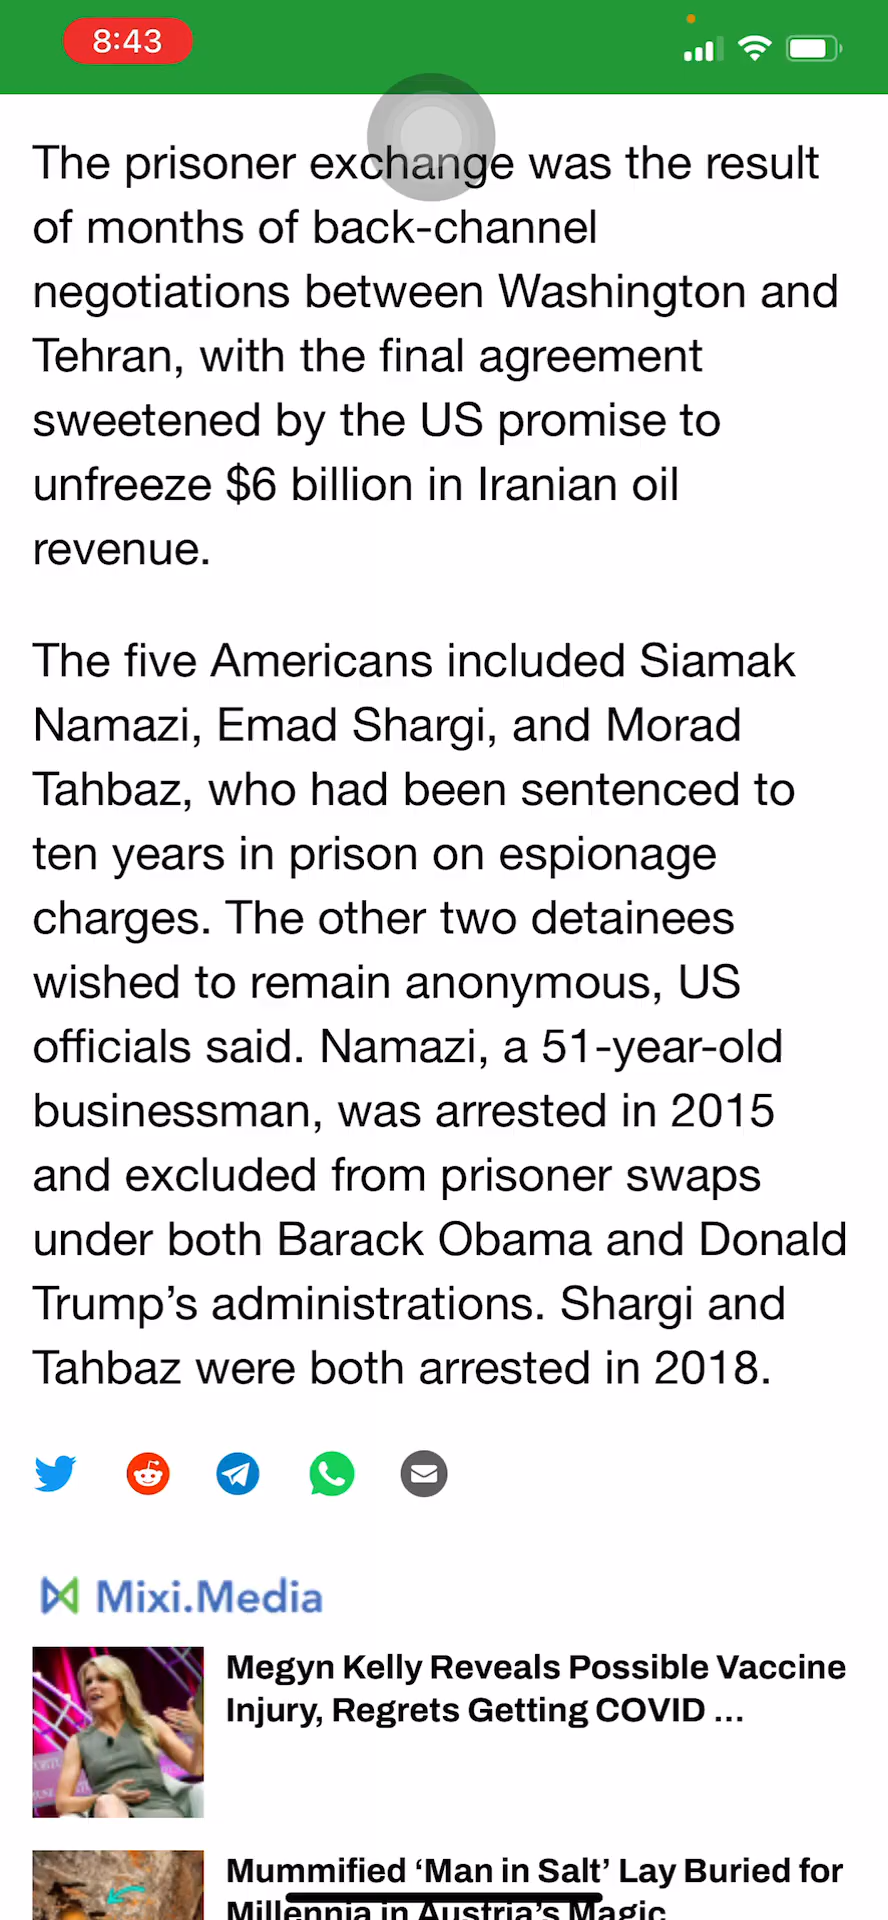 8:43
The prisoner exchange was the result
of months of back-channel
negotiations between Washington and
Tehran, with the final agreement
sweetened by the US promise to
unfreeze $6 billion in Iranian oil
revenue.
The five Americans included Siamak
Namazi, Emad Shargi, and Morad
Tahbaz, who had been sentenced to
ten years in prison on espionage
charges. The other two detainees
wished to remain anonymous, US
officials said. Namazi, a 51-year-old
businessman, was arrested in 2015
and excluded from prisoner swaps
under both Barack Obama and Donald
Trump’s administrations. Shargi and
Tahbaz were both arrested in 2018.
Mixi.Media
Megyn Kelly Reveals Possible Vaccine
Injury, Regrets Getting COVID ...
Mummified ‘Man in Salt’ Lay Buried for
Millennia in Austria’s Magic